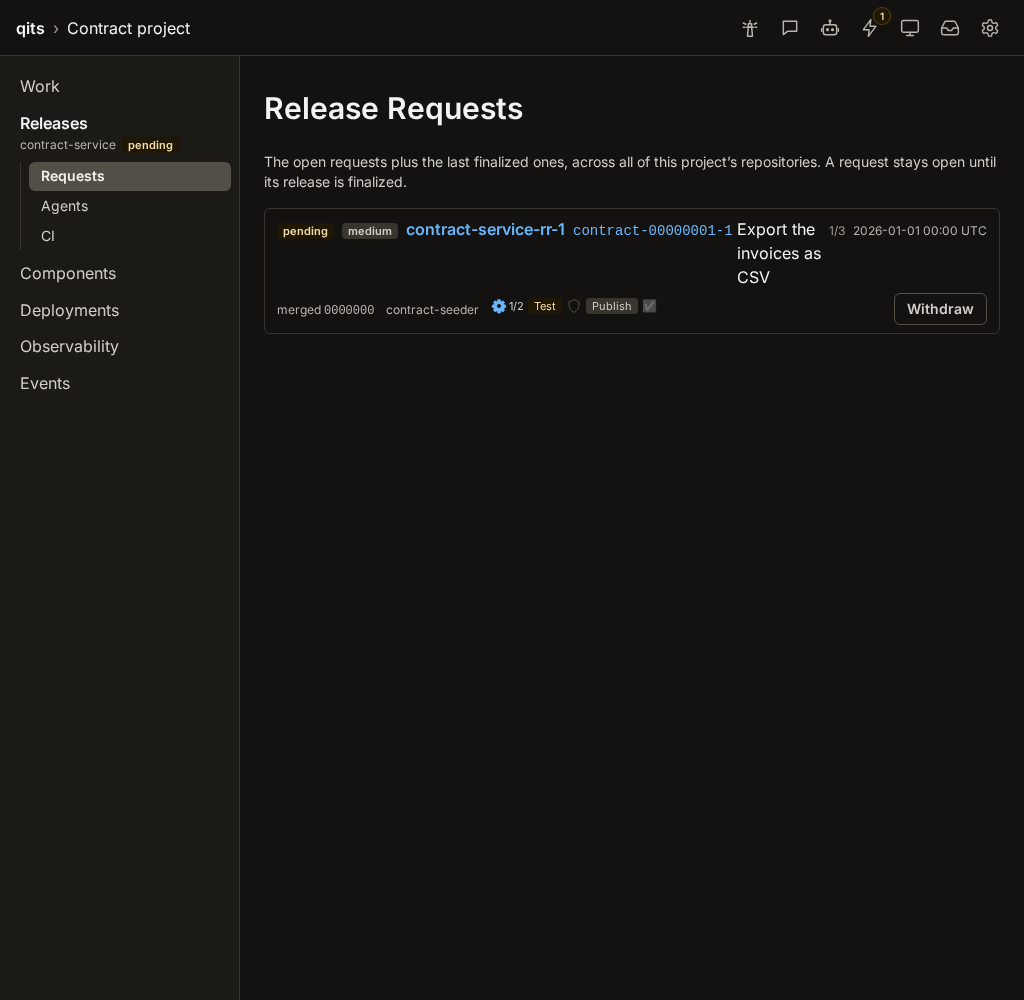 qits › Contract project
1
Work
Releases
contract-service pending
Requests
Agents
CI
Components
Deployments
Observability
Events
Release Requests
The open requests plus the last finalized ones, across all of this project’s repositories. A request stays open until
its release is finalized.
pending medium contract-service-rr-1 contract-00000001-1 Export the 1/3 2026-01-01 00:00 UTC
invoices as
CSV
merged 0000000 contract-seeder 1/2 Test Publish Withdraw